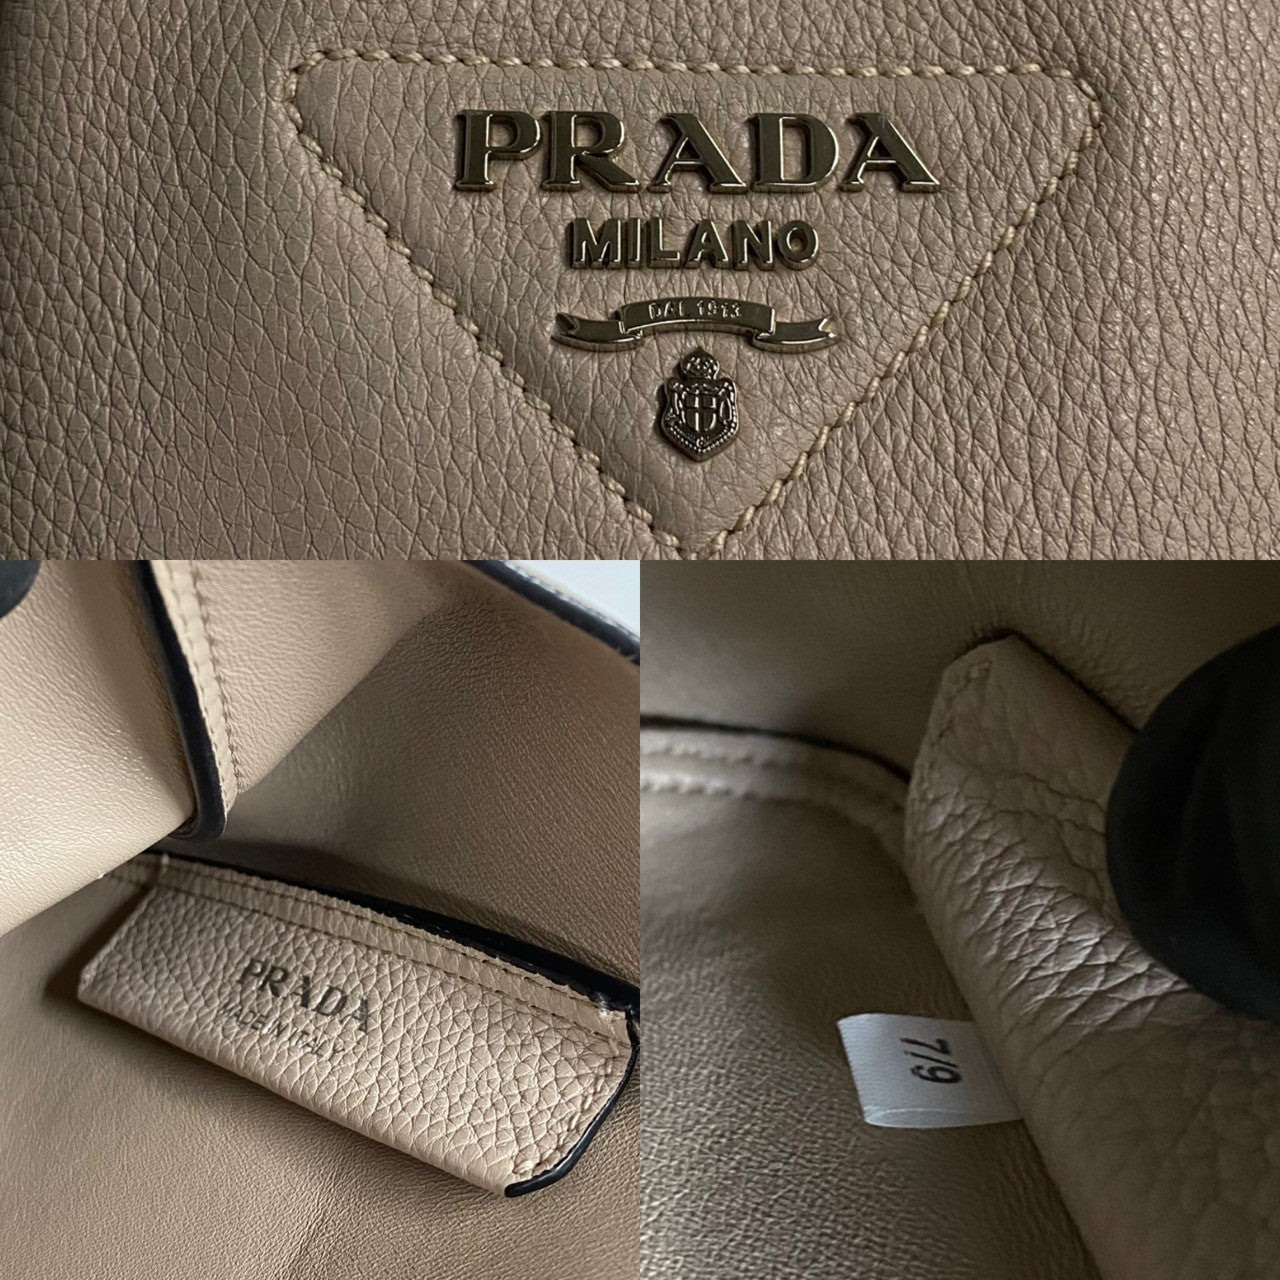 PRADA
MILANO
DAL 1913
PRADA
MADE IN ITALY
7/9